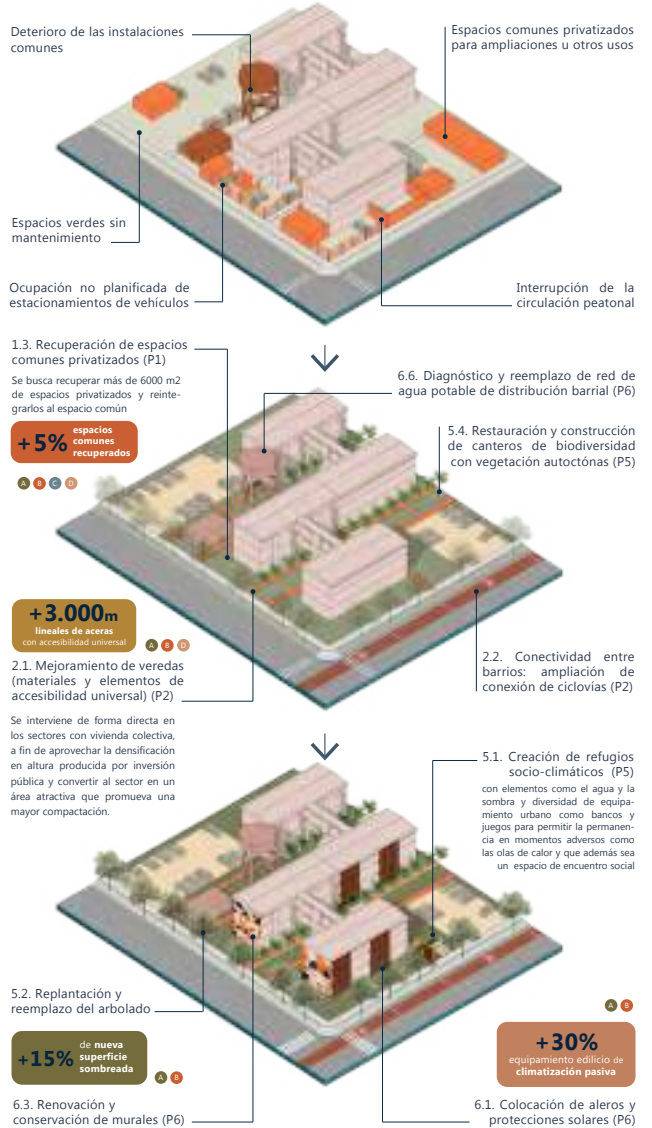 Deterioro de las instalaciones
comunes
Espacios comunes privatizados
para ampliaciones u otros usos
Espacios verdes sin
mantenimiento
Ocupación no planificada de
estacionamientos de vehículos
Interrupción de la
circulación peatonal
1.3. Recuperación de espacios
comunes privatizados (P1)
Se busca recuperar más de 6000 m2
de espacios privatizados y reinte-
grarlos al espacio común
+5% espacios
comunes
recuperados
A B C D
6.6. Diagnóstico y reemplazo de red de
agua potable de distribución barrial (P6)
5.4. Restauración y construcción
de canteros de biodiversidad
con vegetación autoctónas (P5)
+3.000m
lineales de aceras
con accesibilidad universal
A B D
2.1. Mejoramiento de veredas
(materiales y elementos de
accesibilidad universal) (P2)
Se interviene de forma directa en
los sectores con vivienda colectiva,
a fin de aprovechar la densificación
en altura producida por inversión
pública y convertir al sector en un
área atractiva que promueva una
mayor compactación.
2.2. Conectividad entre
barrios: ampliación de
conexión de ciclovías (P2)
5.1. Creación de refugios
socio-climáticos (P5)
con elementos como el agua y la
sombra y diversidad de equipa-
miento urbano como bancos y
juegos para permitir la permanen-
cia en momentos adversos como
las olas de calor y que además sea
un espacio de encuentro social
5.2. Replantación y
reemplazo del arbolado
+15% de nueva
superficie
sombreada
A B
6.3. Renovación y
conservación de murales (P6)
A B
+30%
equipamiento edilicio de
climatización pasiva
6.1. Colocación de aleros y
protecciones solares (P6)